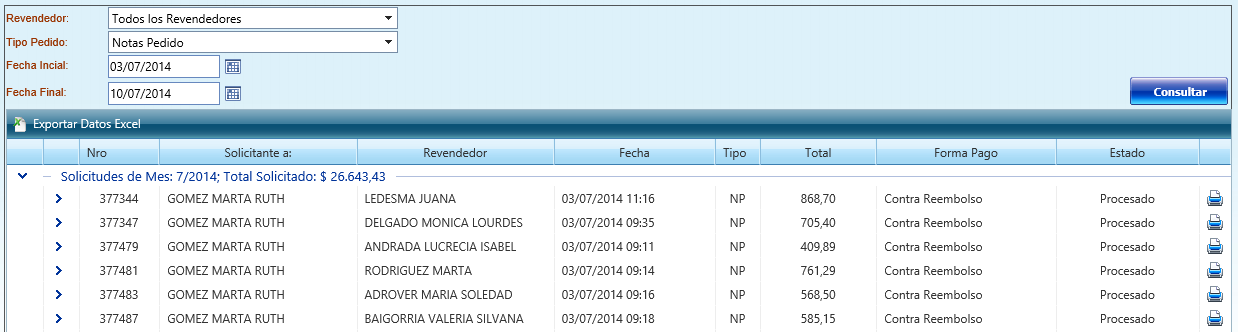 Revendedor: Todos los Revendedores
Tipo Pedido: Notas Pedido
Fecha Incial: 03/07/2014
Fecha Final: 10/07/2014
Consultar
Exportar Datos Excel
Nro Solicitante a: Revendedor Fecha Tipo Total Forma Pago Estado
Solicitudes de Mes: 7/2014; Total Solicitado: $ 26.643,43
377344 GOMEZ MARTA RUTH LEDESMA JUANA 03/07/2014 11:16 NP 868,70 Contra Reembolso Procesado
377347 GOMEZ MARTA RUTH DELGADO MONICA LOURDES 03/07/2014 09:35 NP 705,40 Contra Reembolso Procesado
377479 GOMEZ MARTA RUTH ANDRADA LUCRECIA ISABEL 03/07/2014 09:11 NP 409,89 Contra Reembolso Procesado
377481 GOMEZ MARTA RUTH RODRIGUEZ MARTA 03/07/2014 09:14 NP 761,29 Contra Reembolso Procesado
377483 GOMEZ MARTA RUTH ADROVER MARIA SOLEDAD 03/07/2014 09:16 NP 568,50 Contra Reembolso Procesado
377487 GOMEZ MARTA RUTH BAIGORRIA VALERIA SILVANA 03/07/2014 09:18 NP 585,15 Contra Reembolso Procesado